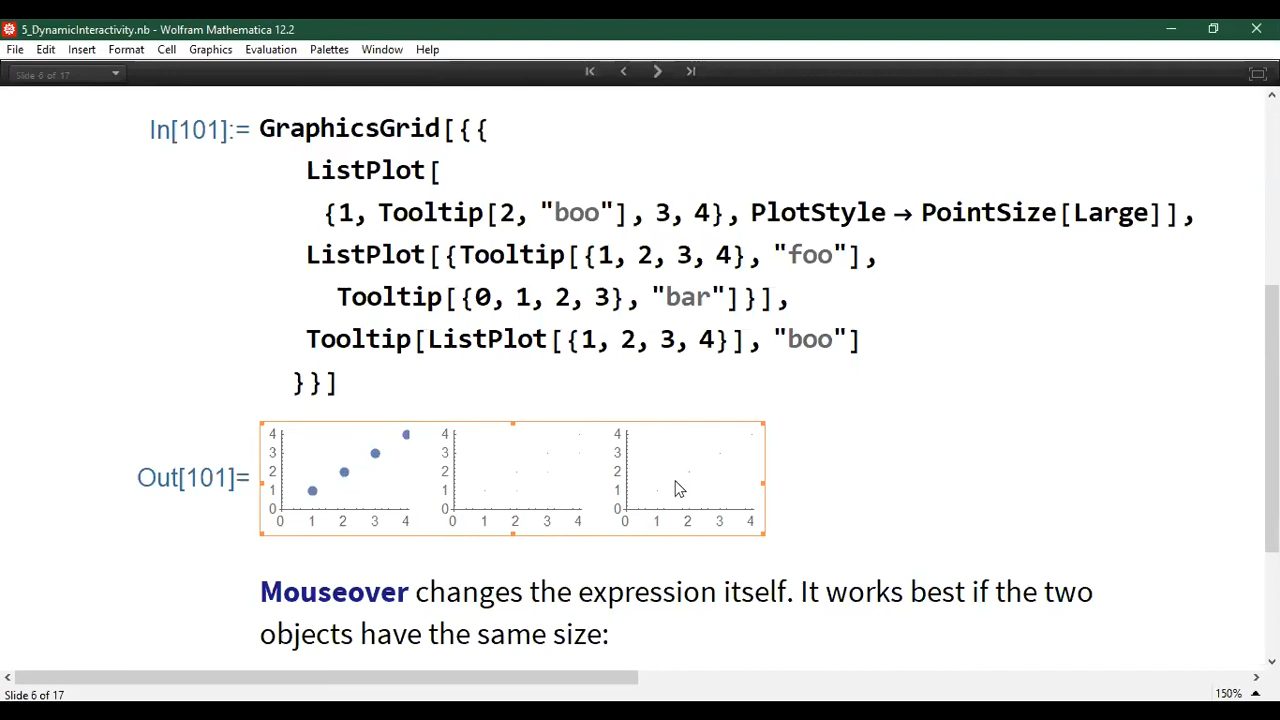 5_DynamicInteractivity.nb - Wolfram Mathematica 12.2
File Edit Insert Format Cell Graphics Evaluation Palettes Window Help
Slide 6 of 17
In[101]:= GraphicsGrid[{{
ListPlot[
{1, Tooltip[2, "boo"], 3, 4}, PlotStyle → PointSize[Large]],
ListPlot[{Tooltip[{1, 2, 3, 4}, "foo"],
Tooltip[{0, 1, 2, 3}, "bar"]}],
Tooltip[ListPlot[{1, 2, 3, 4}], "boo"]
}}]
4 4 4
3 3 3
2 2 2
Out[101]= 1 1 1
0 0 0
0 1 2 3 4 0 1 2 3 4 0 1 2 3 4
Mouseover changes the expression itself. It works best if the two
objects have the same size:
Slide 6 of 17 150%